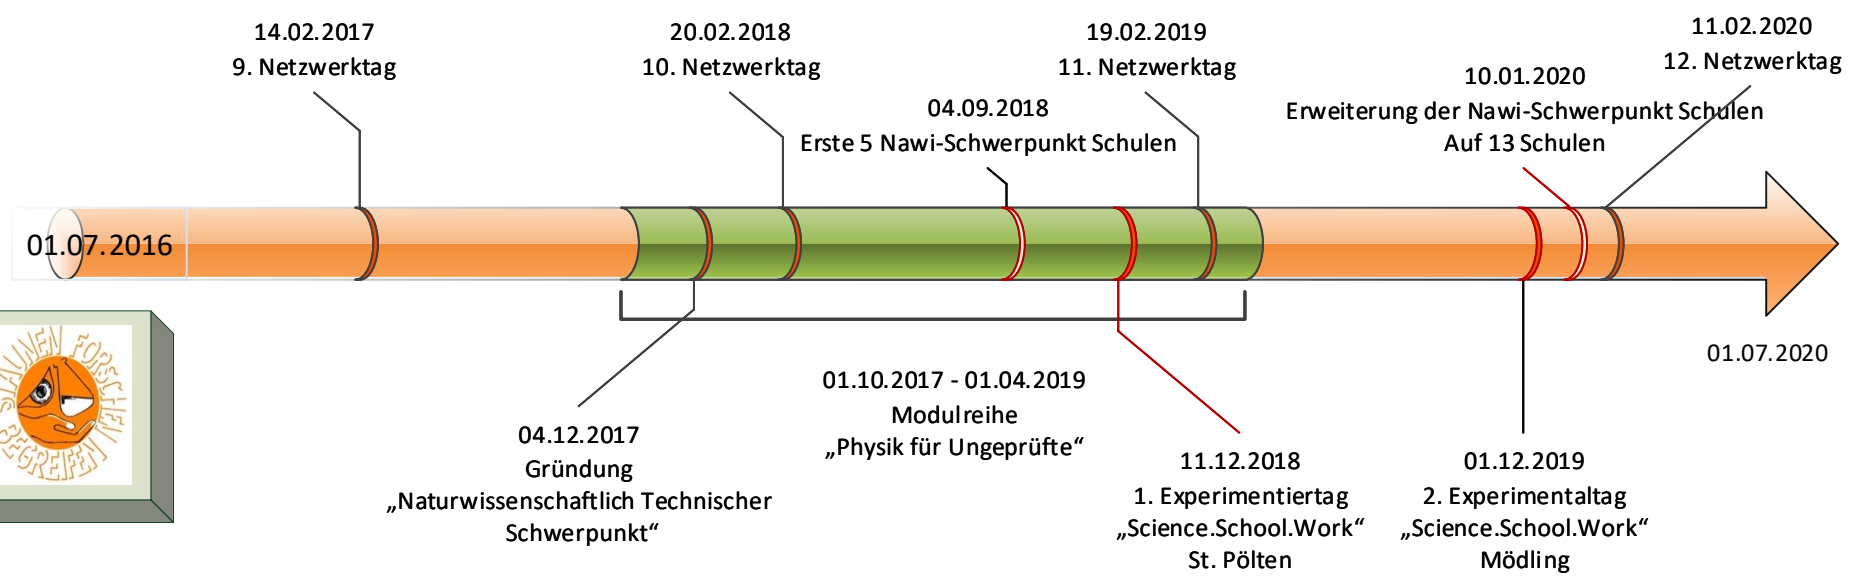 14.02.2017
9. Netzwerktag
20.02.2018
10. Netzwerktag
19.02.2019
11. Netzwerktag
11.02.2020
12. Netzwerktag
04.09.2018
Erste 5 Nawi-Schwerpunkt Schulen
10.01.2020
Erweiterung der Nawi-Schwerpunkt Schulen
Auf 13 Schulen
01.07.2016
01.07.2020
STAUNEN FORSCHEN
BEGREIFEN
04.12.2017
Gründung
„Naturwissenschaftlich Technischer
Schwerpunkt“
01.10.2017 - 01.04.2019
Modulreihe
„Physik für Ungeprüfte“
11.12.2018
1. Experimentiertag
„Science.School.Work“
St. Pölten
01.12.2019
2. Experimentaltag
„Science.School.Work“
Mödling